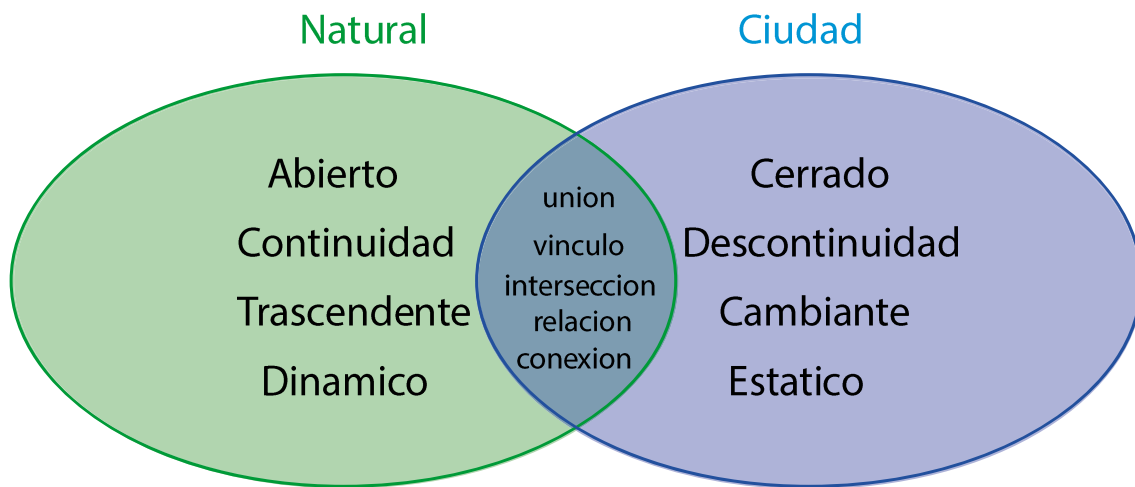 Natural
Ciudad
Abierto
Continuidad
Trascendente
Dinamico
union
vinculo
interseccion
relacion
conexion
Cerrado
Descontinuidad
Cambiante
Estatico